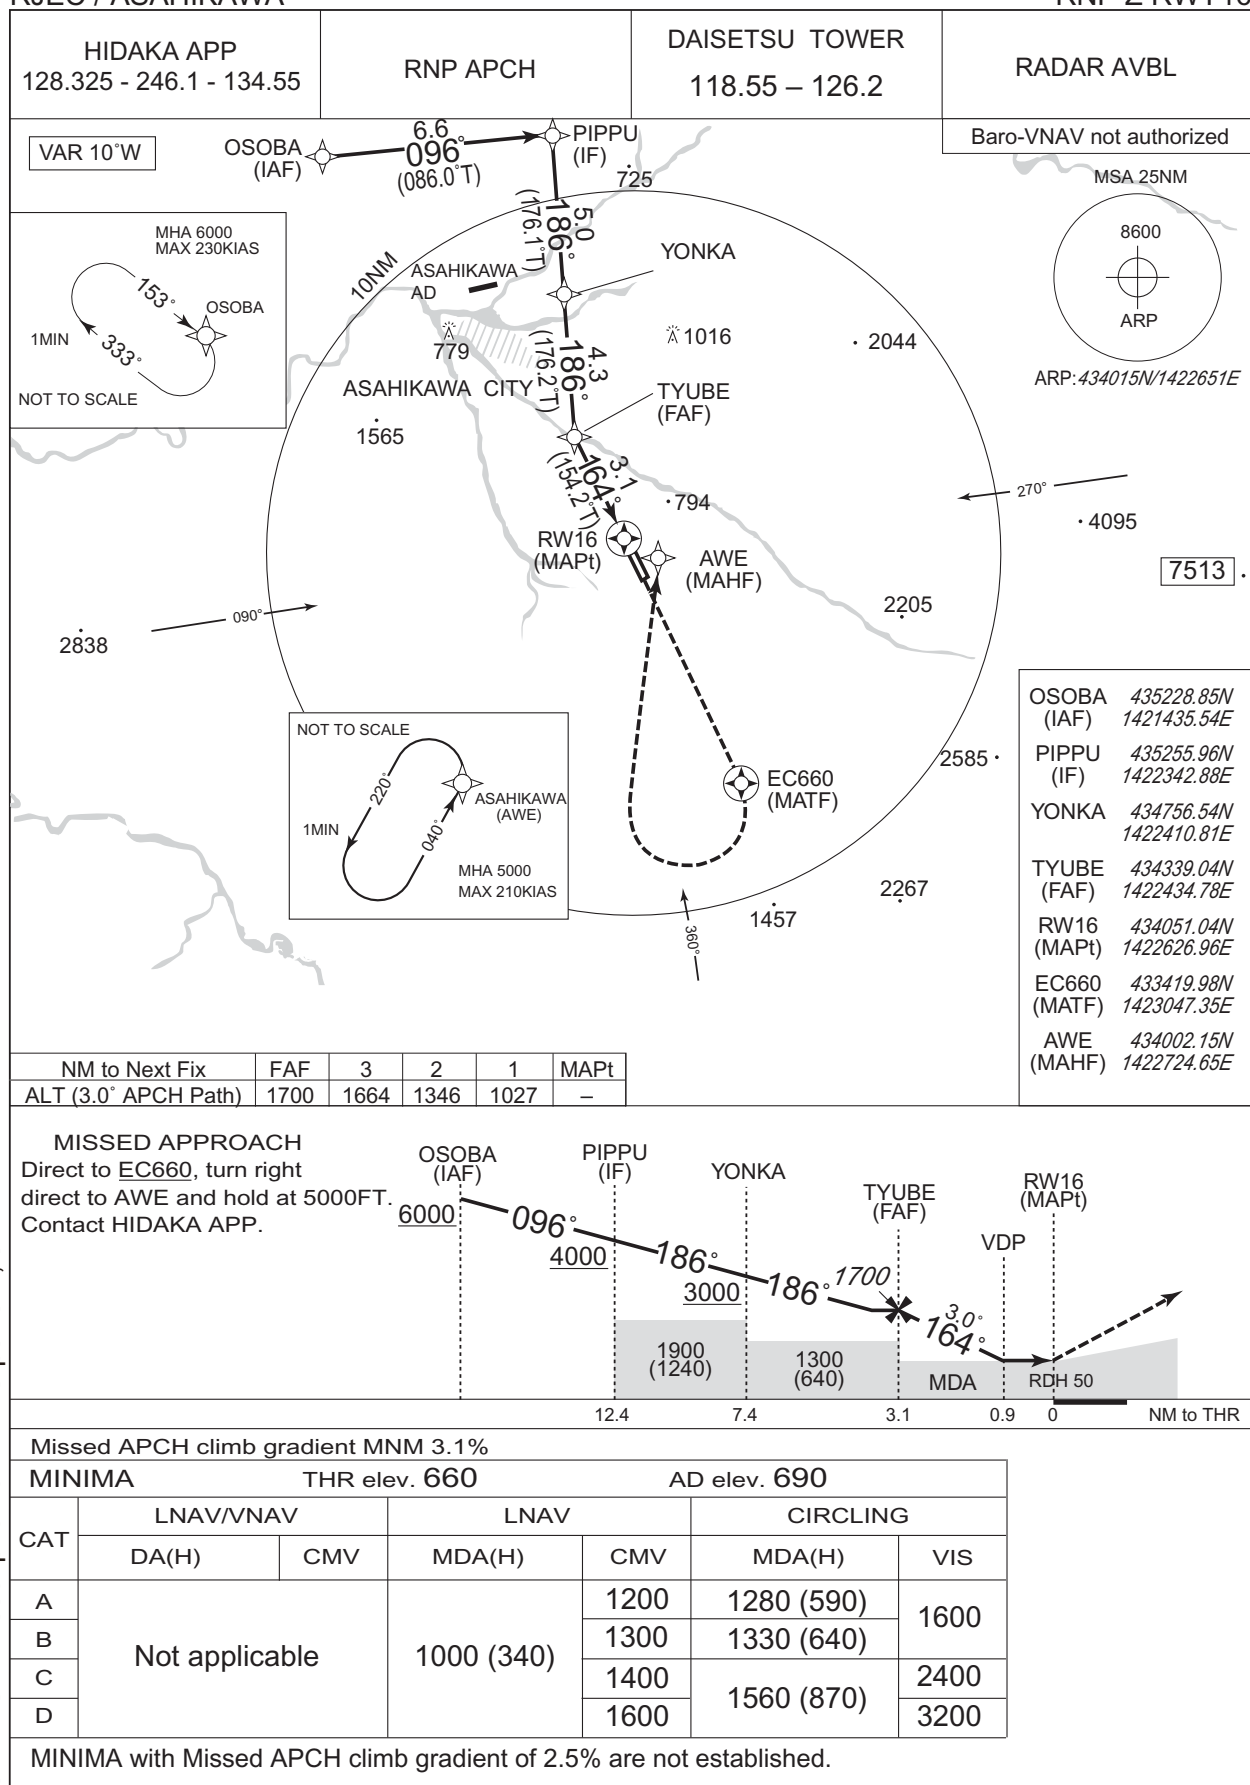 RJEC / ASAHIKAWA
RNP Z RWY 16
HIDAKA APP
128.325 - 246.1 - 134.55
RNP APCH
DAISETSU TOWER
118.55 – 126.2
RADAR AVBL
VAR 10°W
Baro-VNAV not authorized
OSOBA
(IAF)
6.6
096°
(086.0°T)
PIPPU
(IF)
725
MSA 25NM
8600
ARP
ARP:434015N/1422651E
MHA 6000
MAX 230KIAS
153°
OSOBA
1MIN
333°
NOT TO SCALE
10NM
ASAHIKAWA
AD
5.0
186°
(176.1°T)
YONKA
779
1016
2044
ASAHIKAWA CITY
4.3
186°
(176.2°T)
TYUBE
(FAF)
1565
3.1
164°
(154.2°T)
794
270°
4095
RW16
(MAPt)
AWE
(MAHF)
7513
090°
2838
2205
NOT TO SCALE
220°
ASAHIKAWA
(AWE)
1MIN
040°
MHA 5000
MAX 210KIAS
2585
EC660
(MATF)
2267
1457
360°
OSOBA 435228.85N
(IAF) 1421435.54E
PIPPU 435255.96N
(IF) 1422342.88E
YONKA 434756.54N
1422410.81E
TYUBE 434339.04N
(FAF) 1422434.78E
RW16 434051.04N
(MAPt) 1422626.96E
EC660 433419.98N
(MATF) 1423047.35E
AWE 434002.15N
(MAHF) 1422724.65E
NM to Next Fix FAF 3 2 1 MAPt
ALT (3.0° APCH Path) 1700 1664 1346 1027 –
MISSED APPROACH
Direct to EC660, turn right
direct to AWE and hold at 5000FT.
Contact HIDAKA APP.
OSOBA
(IAF)
PIPPU
(IF)
YONKA
TYUBE
(FAF)
RW16
(MAPt)
VDP
6000
096°
4000
186°
3000
186°
1700
3.0°
164°
1900
(1240)
1300
(640)
MDA
RDH 50
12.4 7.4 3.1 0.9 0 NM to THR
Missed APCH climb gradient MNM 3.1%
MINIMA THR elev. 660 AD elev. 690
CAT LNAV/VNAV LNAV CIRCLING
DA(H) CMV MDA(H) CMV MDA(H) VIS
A Not applicable 1000 (340) 1200 1280 (590) 1600
B 1300 1330 (640)
C 1400 1560 (870) 2400
D 1600 3200
MINIMA with Missed APCH climb gradient of 2.5% are not established.